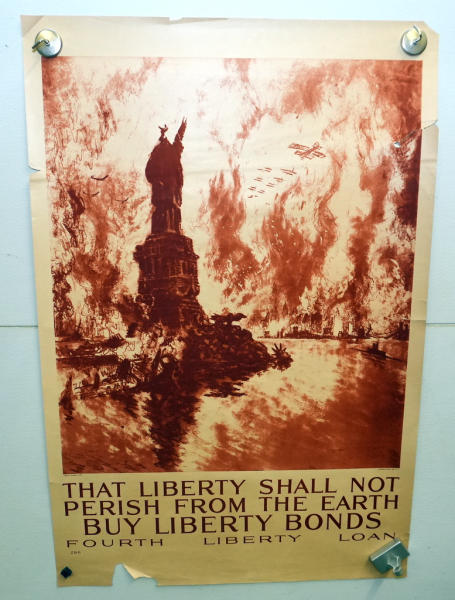 THAT LIBERTY SHALL NOT
PERISH FROM THE EARTH
BUY LIBERTY BONDS
FOURTH LIBERTY LOAN